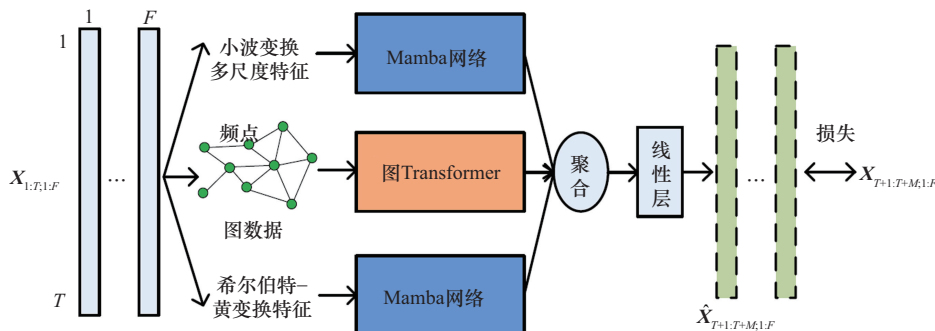 1 F
1
小波变换
多尺度特征
Mamba网络
频点
图Transformer
聚合
线性层
损失
X_{1:T;1:F}
...
...
X_{T+1:T+M;1:F}
图数据
希尔伯特–
黄变换特征
Mamba网络
T
X̂_{T+1:T+M;1:F}